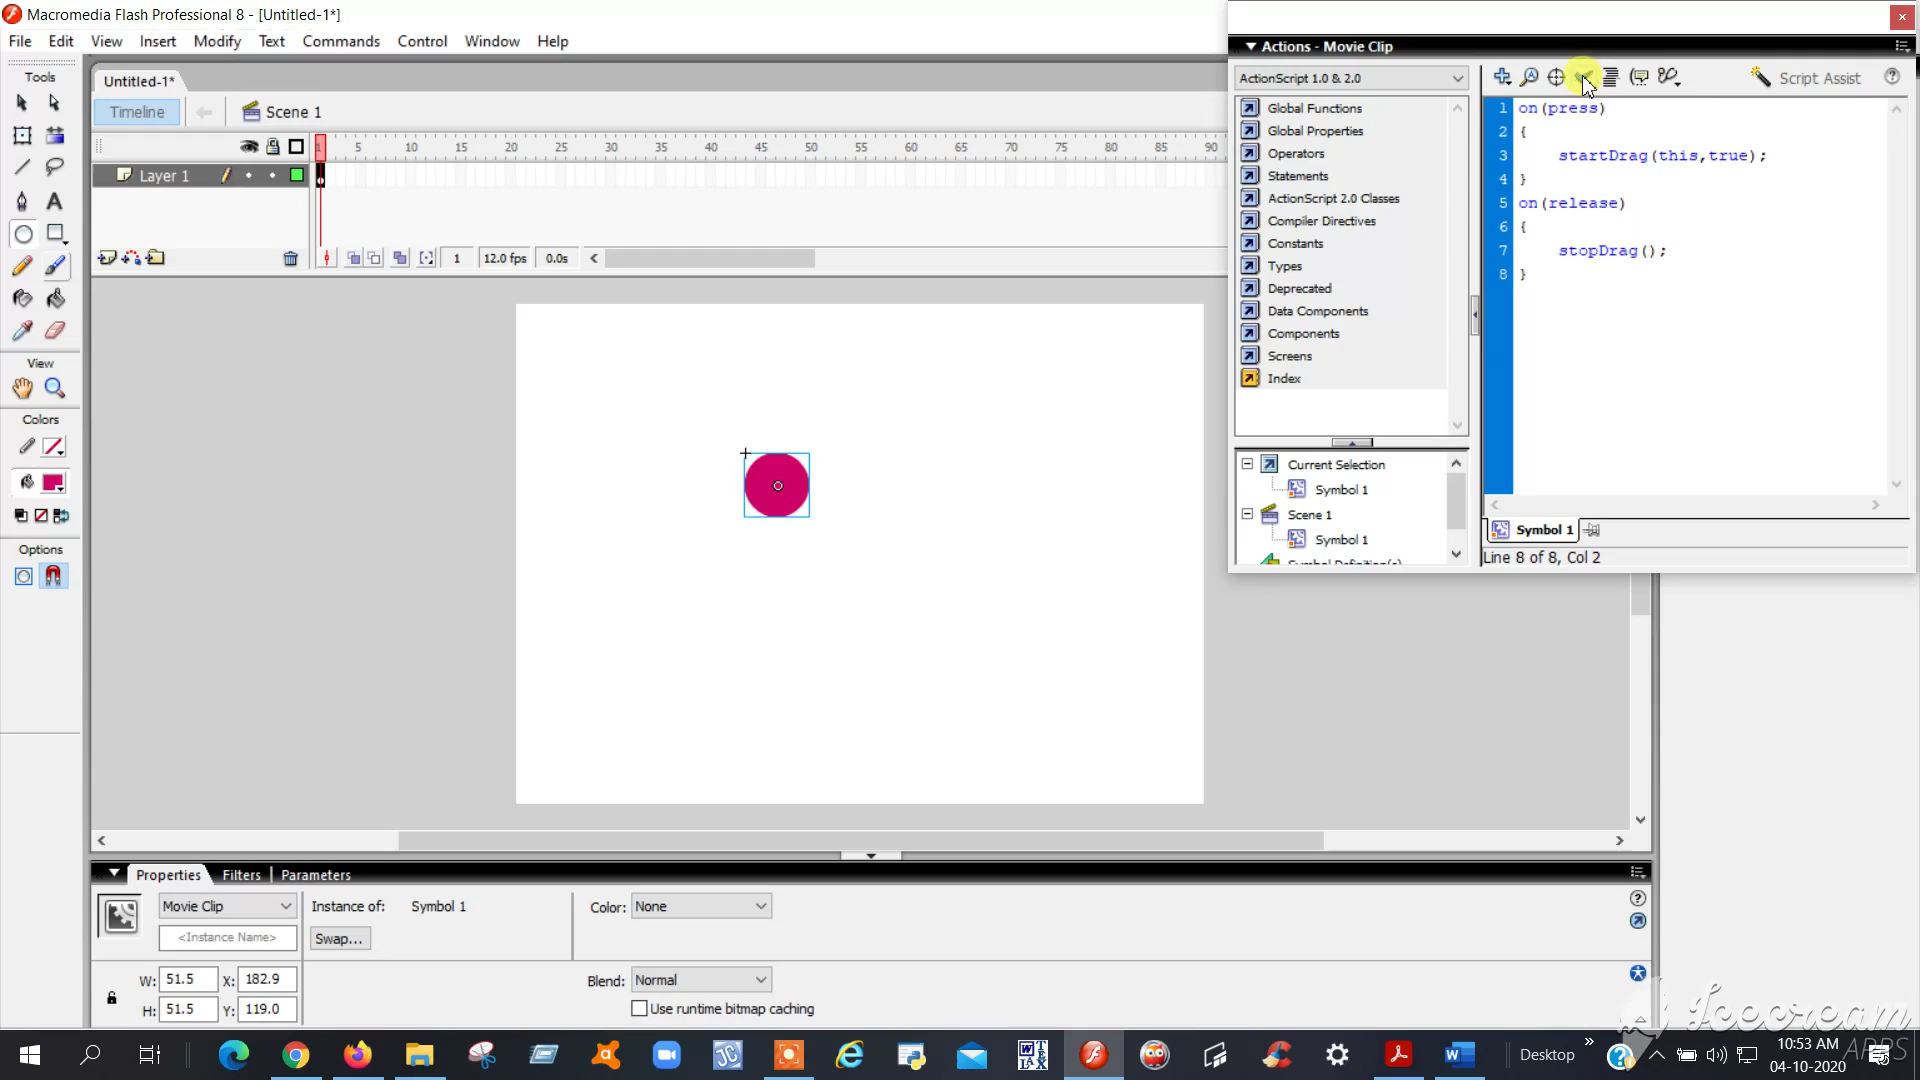 Macromedia Flash Professional 8 - [Untitled-1*]
File Edit View Insert Modify Text Commands Control Window Help
Tools
View
Colors
Options
Untitled-1*
Timeline
Scene 1
1 5 10 15 20 25 30 35 40 45 50 55 60 65 70 75 80 85 90
Layer 1
1 12.0 fps 0.0s
Actions - Movie Clip
ActionScript 1.0 & 2.0
Global Functions
Global Properties
Operators
Statements
ActionScript 2.0 Classes
Compiler Directives
Constants
Types
Deprecated
Data Components
Components
Screens
Index
Current Selection
Symbol 1
Scene 1
Symbol 1
Symbol Definition(s)
Script Assist
1 on(press)
2 {
3 startDrag(this,true);
4 }
5 on(release)
6 {
7 stopDrag();
8 }
Symbol 1
Line 8 of 8, Col 2
Properties Filters Parameters
Movie Clip
Instance of: Symbol 1
Color: None
<Instance Name>
Swap...
W: 51.5 X: 182.9
H: 51.5 Y: 119.0
Blend: Normal
Use runtime bitmap caching
Icecream
APPS
Desktop
10:53 AM
04-10-2020